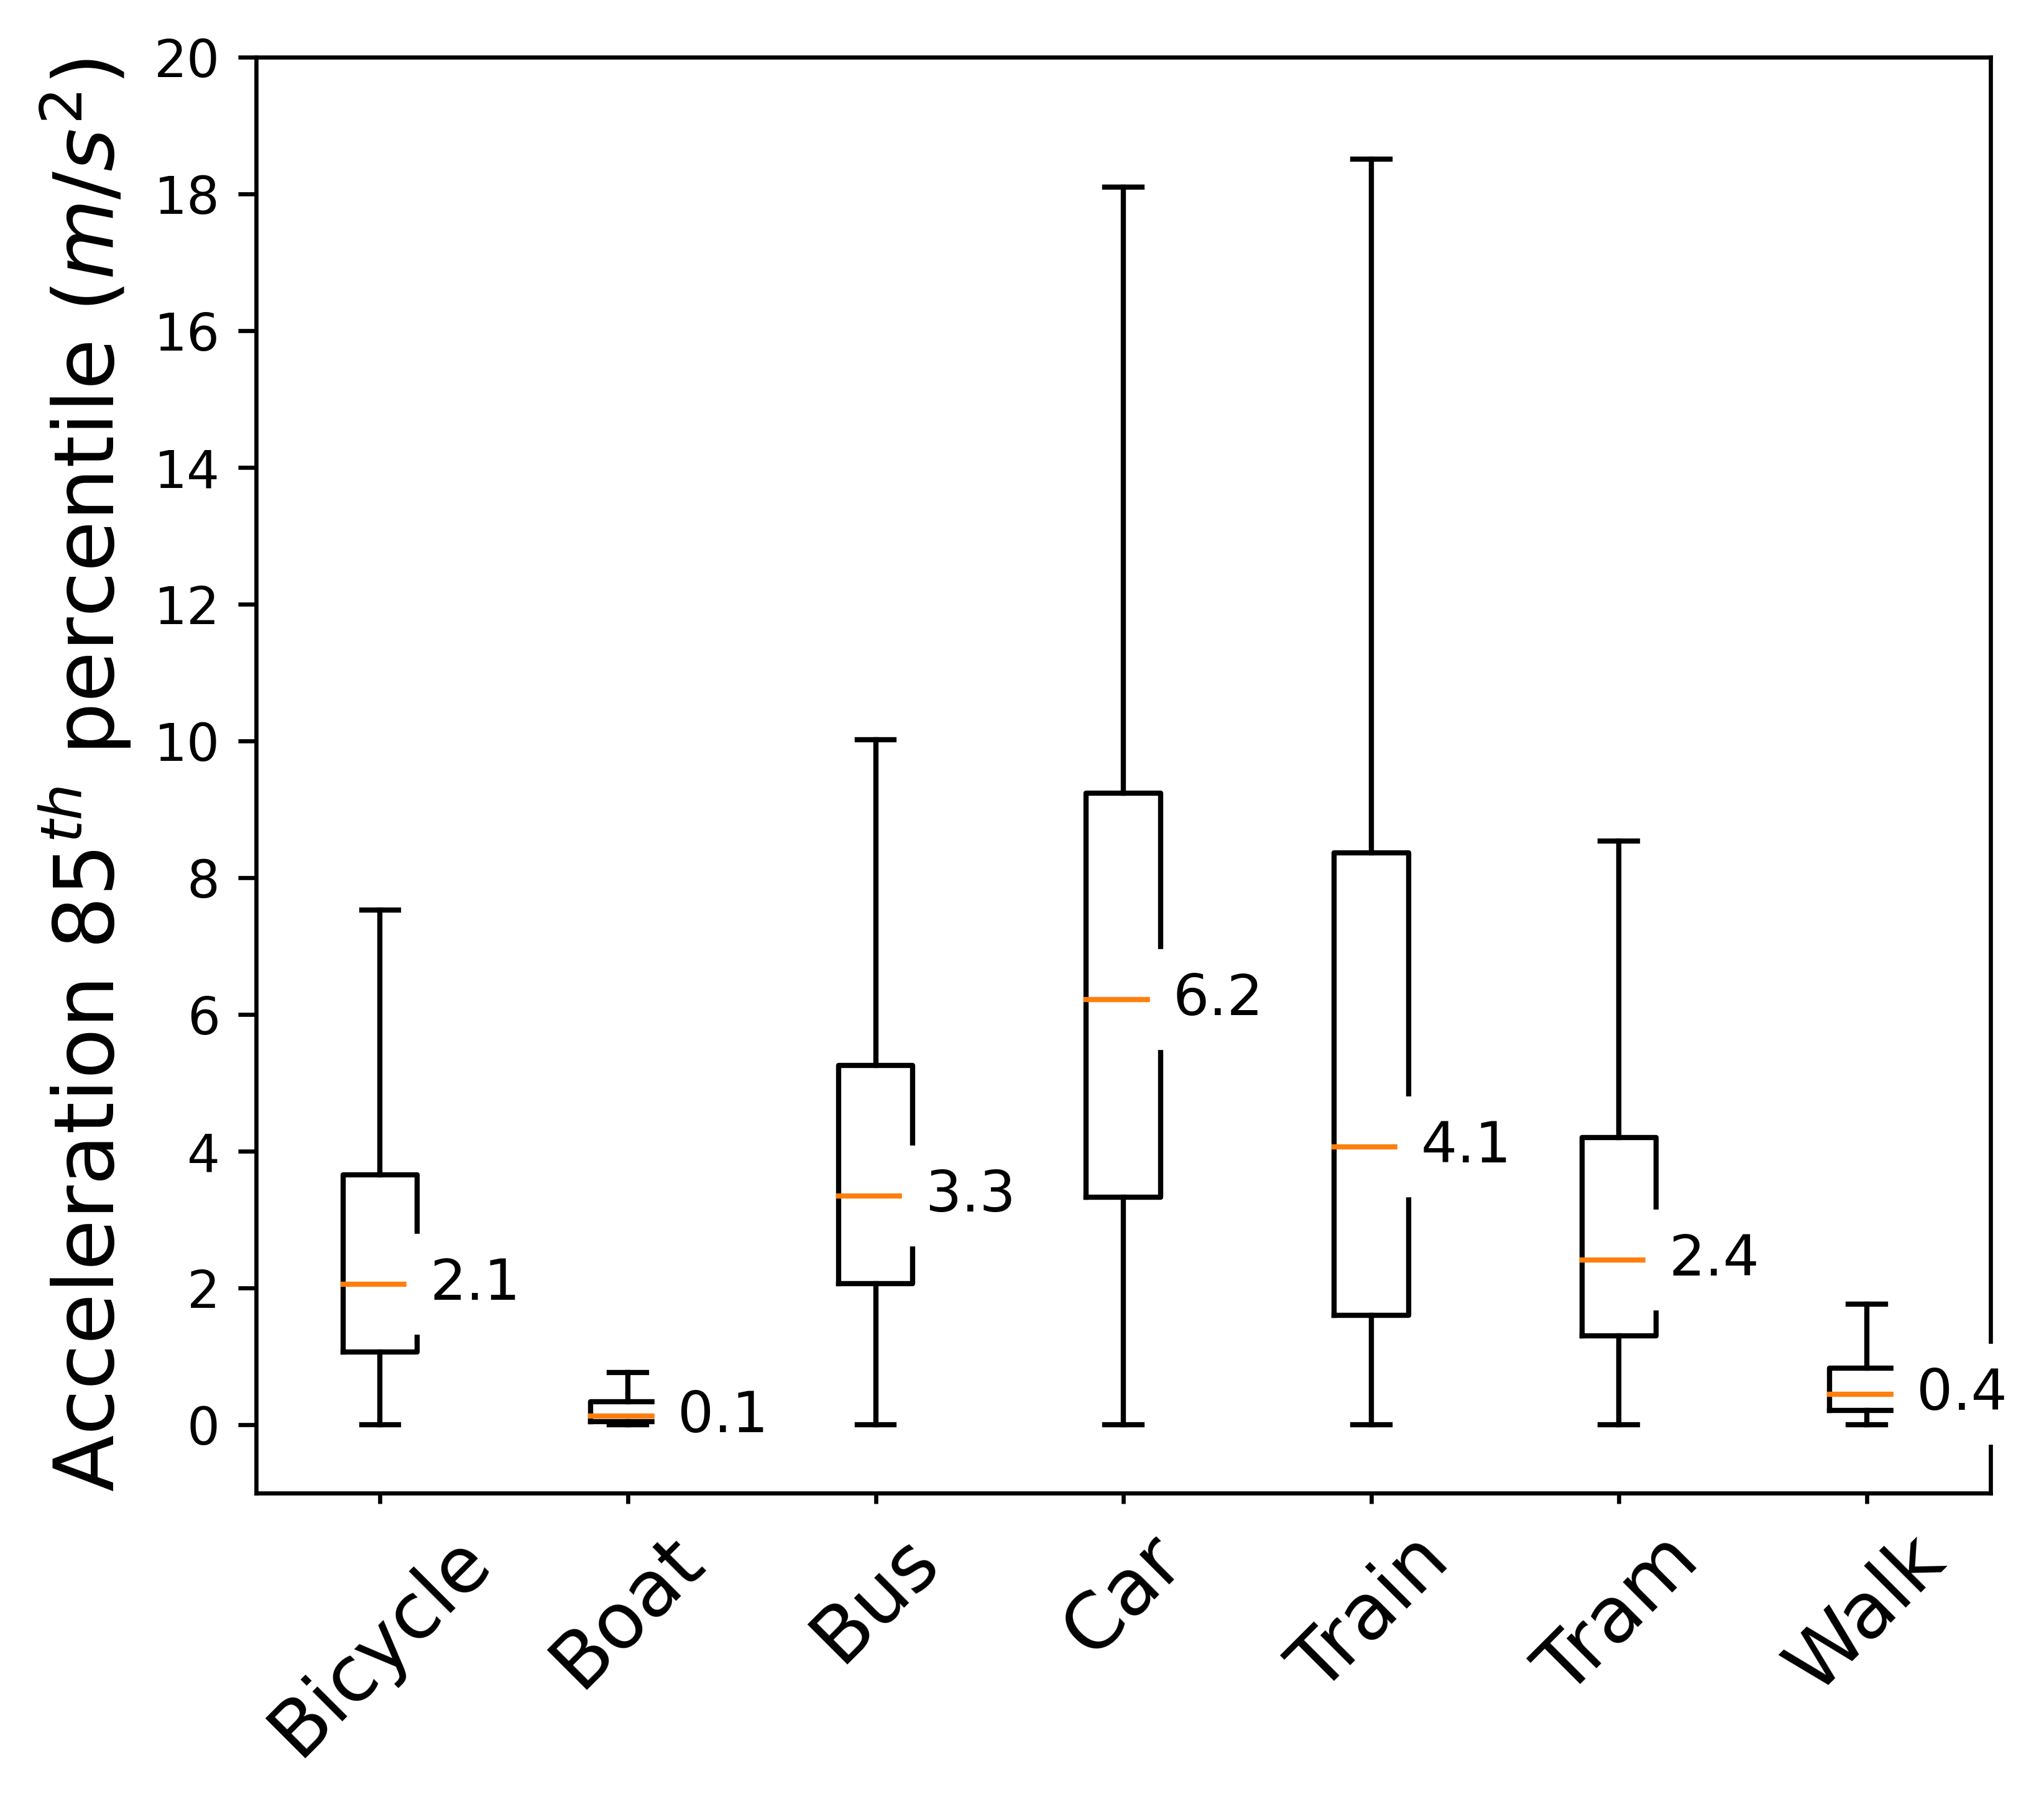 Acceleration 85th percentile (m/s2)
20
18
16
14
12
10
8
6
4
2
0
2.1
0.1
3.3
6.2
4.1
2.4
0.4
Bicycle
Boat
Bus
Car
Train
Tram
Walk